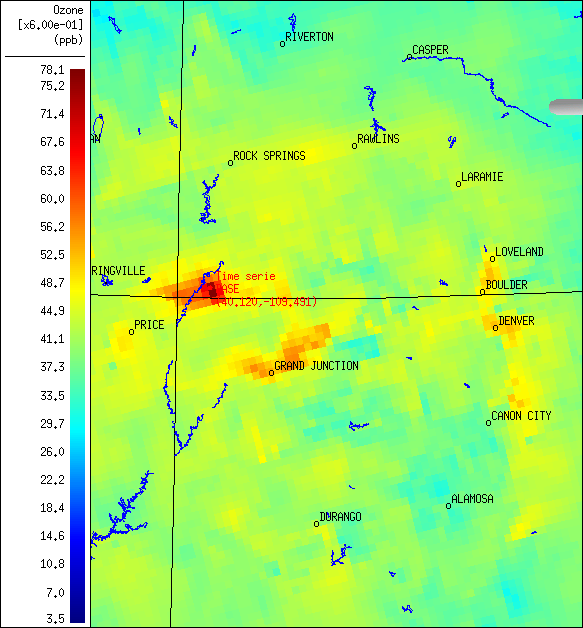 Ozone
[x6.00e-01]
(ppb)
78.1
75.2
71.4
67.6
63.8
60.0
56.2
52.5
48.7
44.9
41.1
37.3
33.5
29.7
26.0
22.2
18.4
14.6
10.8
7.0
3.5
RIVERTON
CASPER
RAWLINS
ROCK SPRINGS
LARAMIE
LOVELAND
RINGVILLE
Time serie
BASE
(40.120,-109.491)
BOULDER
PRICE
DENVER
GRAND JUNCTION
CANON CITY
ALAMOSA
DURANGO